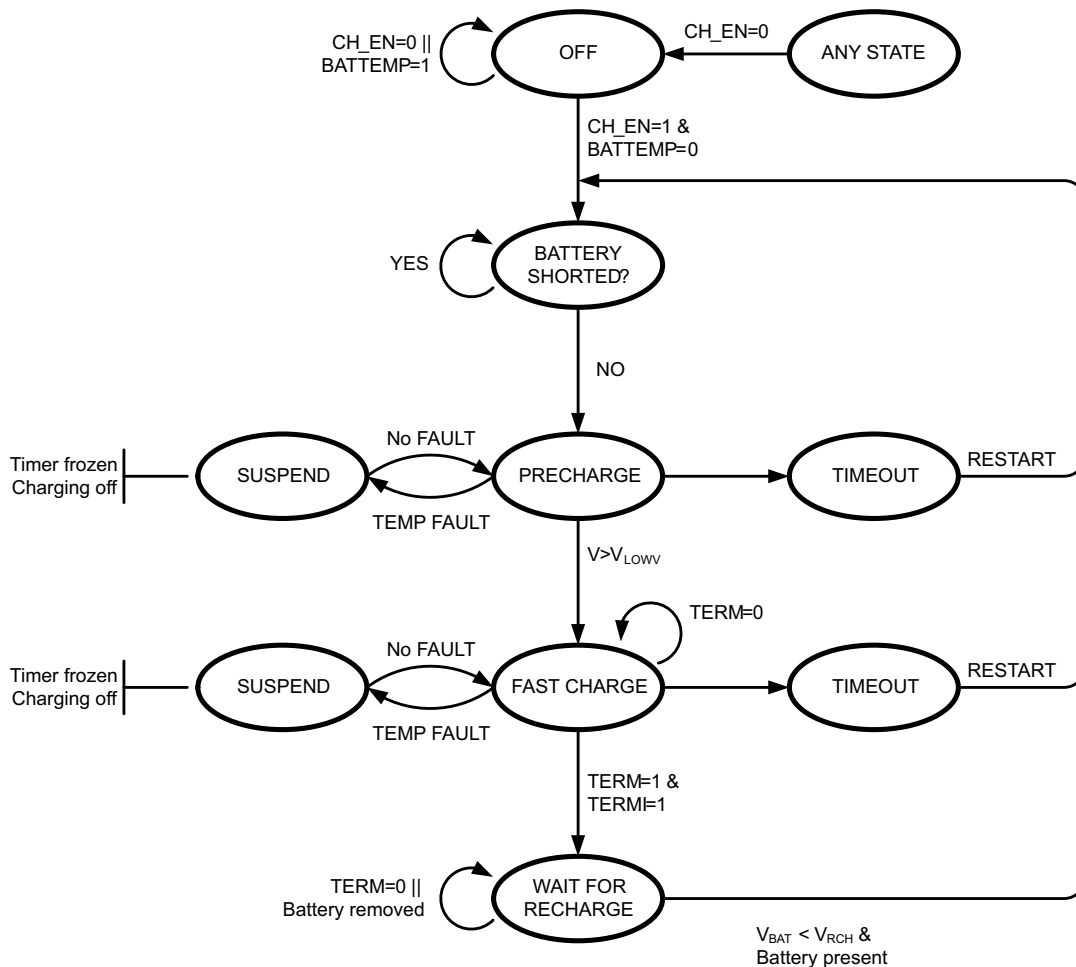 CH_EN=0 ||
BATTEMP=1
OFF
CH_EN=0
ANY STATE
CH_EN=1 &
BATTEMP=0
YES
BATTERY
SHORTED?
NO
Timer frozen
Charging off
SUSPEND
No FAULT
TEMP FAULT
PRECHARGE
TIMEOUT
RESTART
V>VLOWV
TERM=0
Timer frozen
Charging off
SUSPEND
No FAULT
TEMP FAULT
FAST CHARGE
TIMEOUT
RESTART
TERM=1 &
TERMI=1
TERM=0 ||
Battery removed
WAIT FOR
RECHARGE
VBAT < VRCH &
Battery present